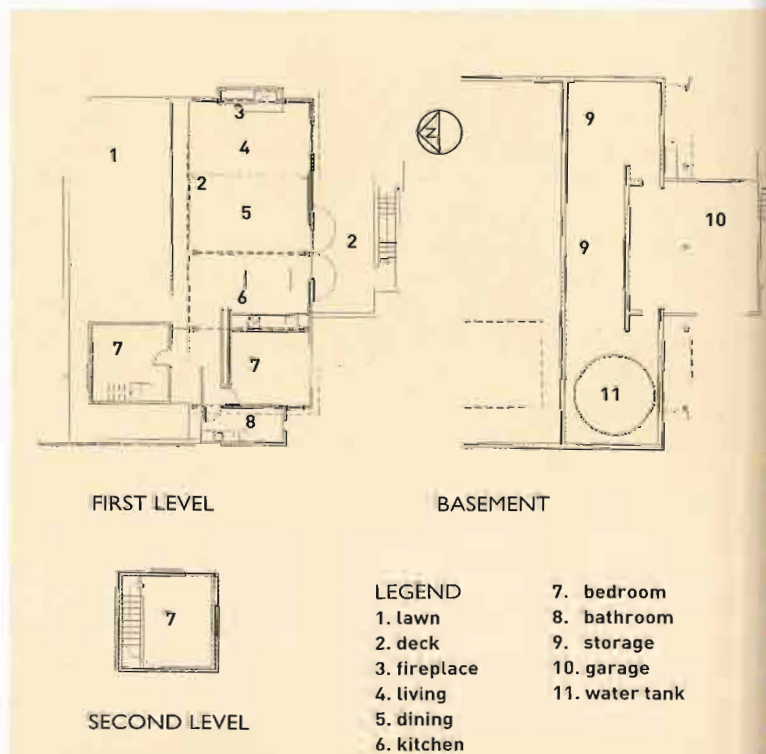 3
1
4
2
5
2
6
7
7
8
FIRST LEVEL
N
9
9
10
11
BASEMENT
7
SECOND LEVEL
LEGEND
1. lawn
2. deck
3. fireplace
4. living
5. dining
6. kitchen
7. bedroom
8. bathroom
9. storage
10. garage
11. water tank